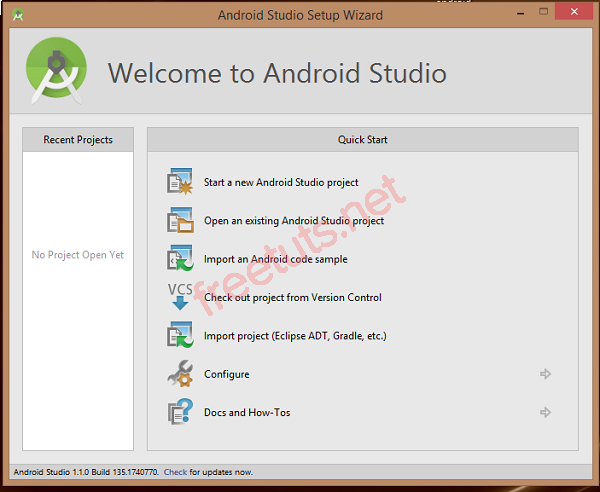 Android Studio Setup Wizard
Welcome to Android Studio
Recent Projects
No Project Open Yet
Quick Start
Start a new Android Studio project
Open an existing Android Studio project
Import an Android code sample
VCS
Check out project from Version Control
Import project (Eclipse ADT, Gradle, etc.)
Configure
Docs and How-Tos
freetuts.net
Android Studio 1.1.0 Build 135.1740770. Check for updates now.